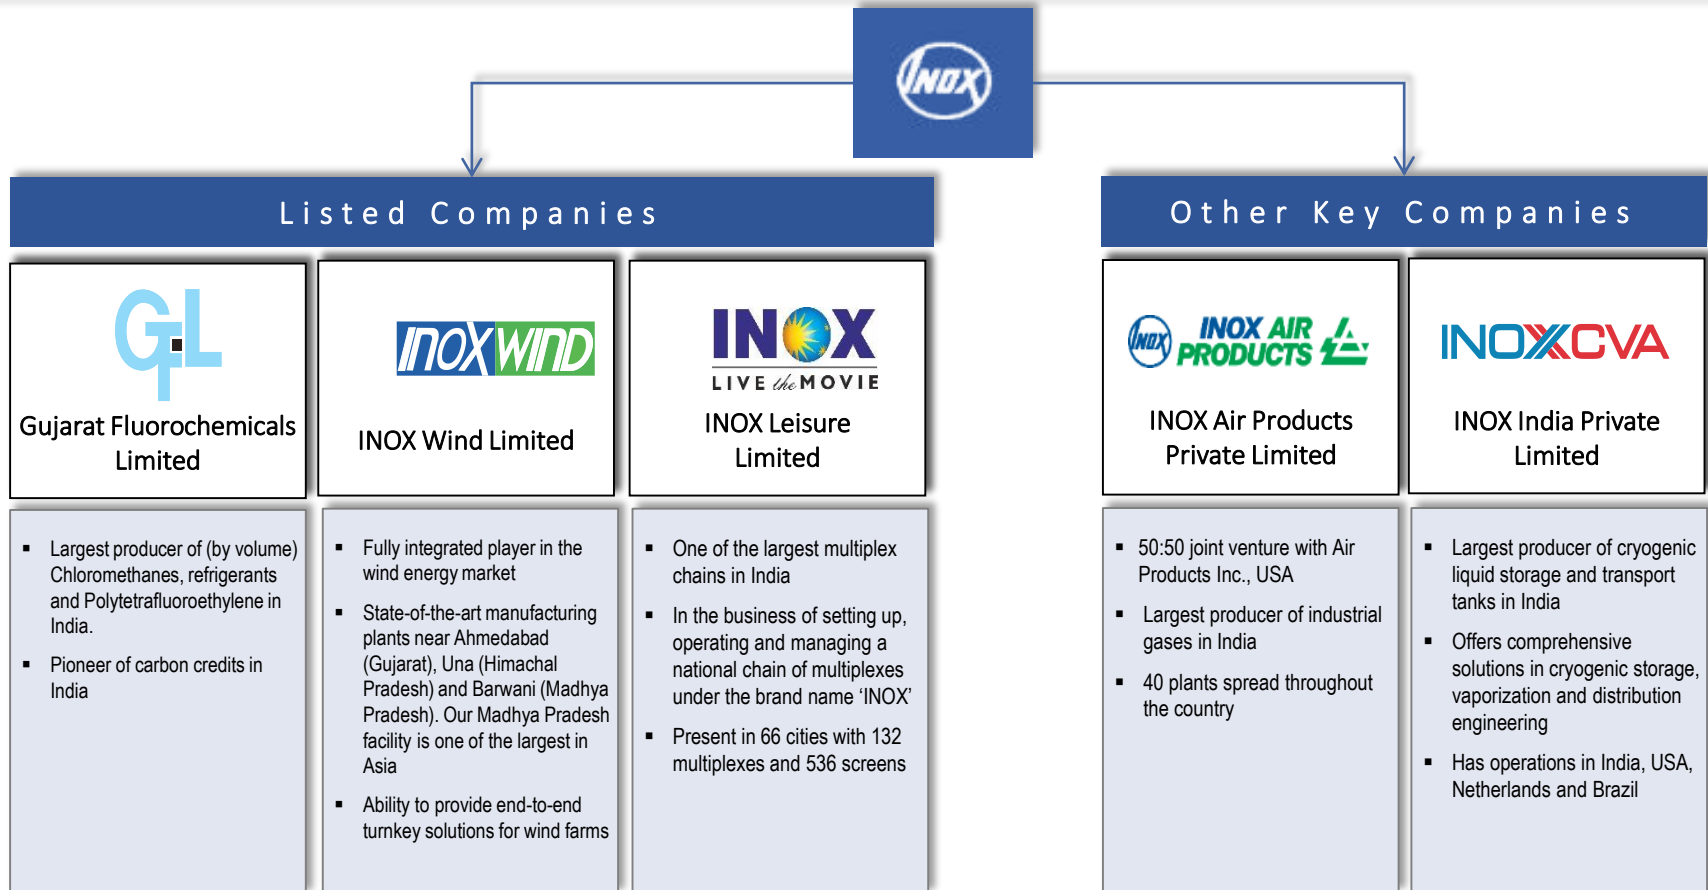 INOX
Listed Companies
Other Key Companies
GFL
Gujarat Fluorochemicals
Limited
INOX WIND
INOX Wind Limited
INOX
LIVE the MOVIE
INOX Leisure
Limited
INOX
INOX AIR
PRODUCTS
INOX Air Products
Private Limited
INOXCVA
INOX India Private
Limited
▪ Largest producer of (by volume)
Chloromethanes, refrigerants
and Polytetrafluoroethylene in
India.
▪ Pioneer of carbon credits in
India
▪ Fully integrated player in the
wind energy market
▪ State-of-the-art manufacturing
plants near Ahmedabad
(Gujarat), Una (Himachal
Pradesh) and Barwani (Madhya
Pradesh). Our Madhya Pradesh
facility is one of the largest in
Asia
▪ Ability to provide end-to-end
turnkey solutions for wind farms
▪ One of the largest multiplex
chains in India
▪ In the business of setting up,
operating and managing a
national chain of multiplexes
under the brand name ‘INOX’
▪ Present in 66 cities with 132
multiplexes and 536 screens
▪ 50:50 joint venture with Air
Products Inc., USA
▪ Largest producer of industrial
gases in India
▪ 40 plants spread throughout
the country
▪ Largest producer of cryogenic
liquid storage and transport
tanks in India
▪ Offers comprehensive
solutions in cryogenic storage,
vaporization and distribution
engineering
▪ Has operations in India, USA,
Netherlands and Brazil